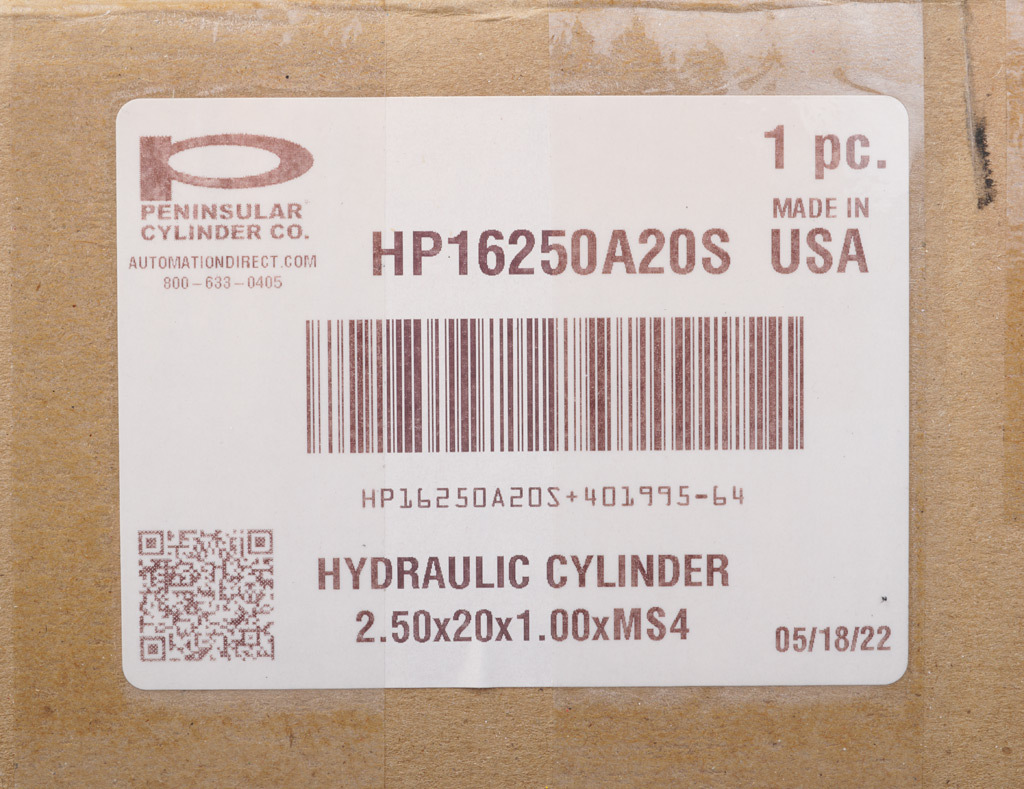 PENINSULAR
CYLINDER CO.
AUTOMATIONDIRECT.COM
800-633-0405
1 pc.
MADE IN
USA
HP16250A20S
HP16250A20S+401995-64
HYDRAULIC CYLINDER
2.50x20x1.00xMS4
05/18/22